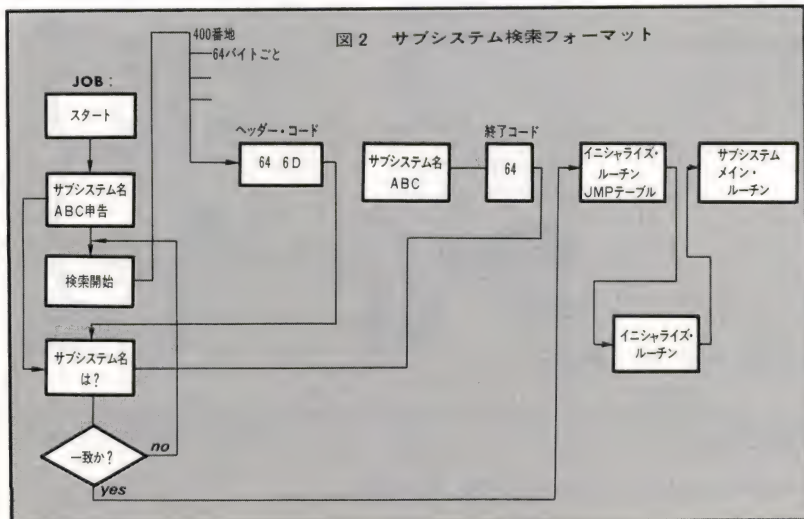 図2　サブシステム検索フォーマット
400番地
64バイトごと
JOB：
スタート
サブシステム名
ABC申告
検索開始
サブシステム名
は？
一致か？
no
yes
ヘッダー・コード
64 6D
サブシステム名
ABC
終了コード
64
イニシャライズ・
ルーチン
JMPテーブル
サブシステム
メイン・
ルーチン
イニシャライズ・
ルーチン